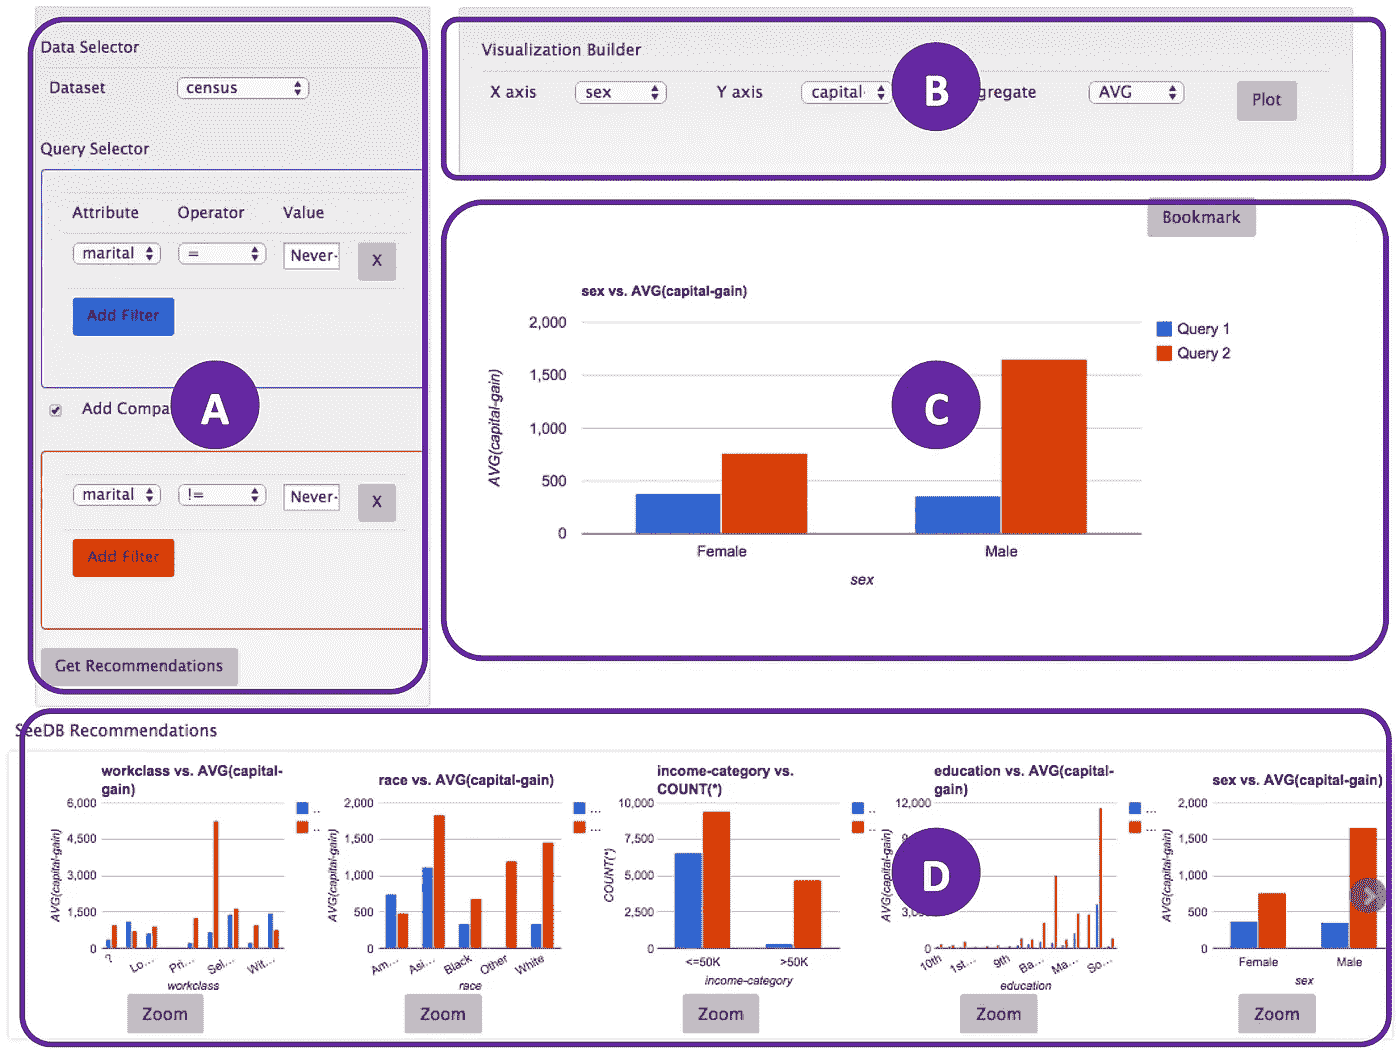 Data Selector
Dataset census
Query Selector
Attribute Operator Value
marital = Never- X
Add Filter
A
Add Compa
marital != Never- X
Add Filter
Get Recommendations
Visualization Builder
X axis sex Y axis capital- B gregate AVG Plot
Bookmark
sex vs. AVG(capital-gain)
2,000
1,500
1,000
500
0
AVG(capital-gain)
Female Male
sex
Query 1
Query 2
C
SeeDB Recommendations
workclass vs. AVG(capital-
gain)
6,000
4,500
3,000
1,500
0
AVG(capital-gain)
? Lo... Pri... Sel... Wit...
workclass
..
..
Zoom
race vs. AVG(capital-gain)
2,000
1,500
1,000
500
0
AVG(capital-gain)
Am... Asi... Black Other White
race
...
...
Zoom
income-category vs.
COUNT(*)
10,000
7,500
5,000
2,500
0
COUNT(*)
<=50K >50K
income-category
..
..
Zoom
education vs. AVG(capital-
gain)
12,000
0
AVG(capital-gain)
D
10th 1st... 9th Ba... Ma... So...
education
...
...
Zoom
sex vs. AVG(capital-gain)
2,000
1,500
1,000
500
0
AVG(capital-gain)
Female Male
sex
Zoom